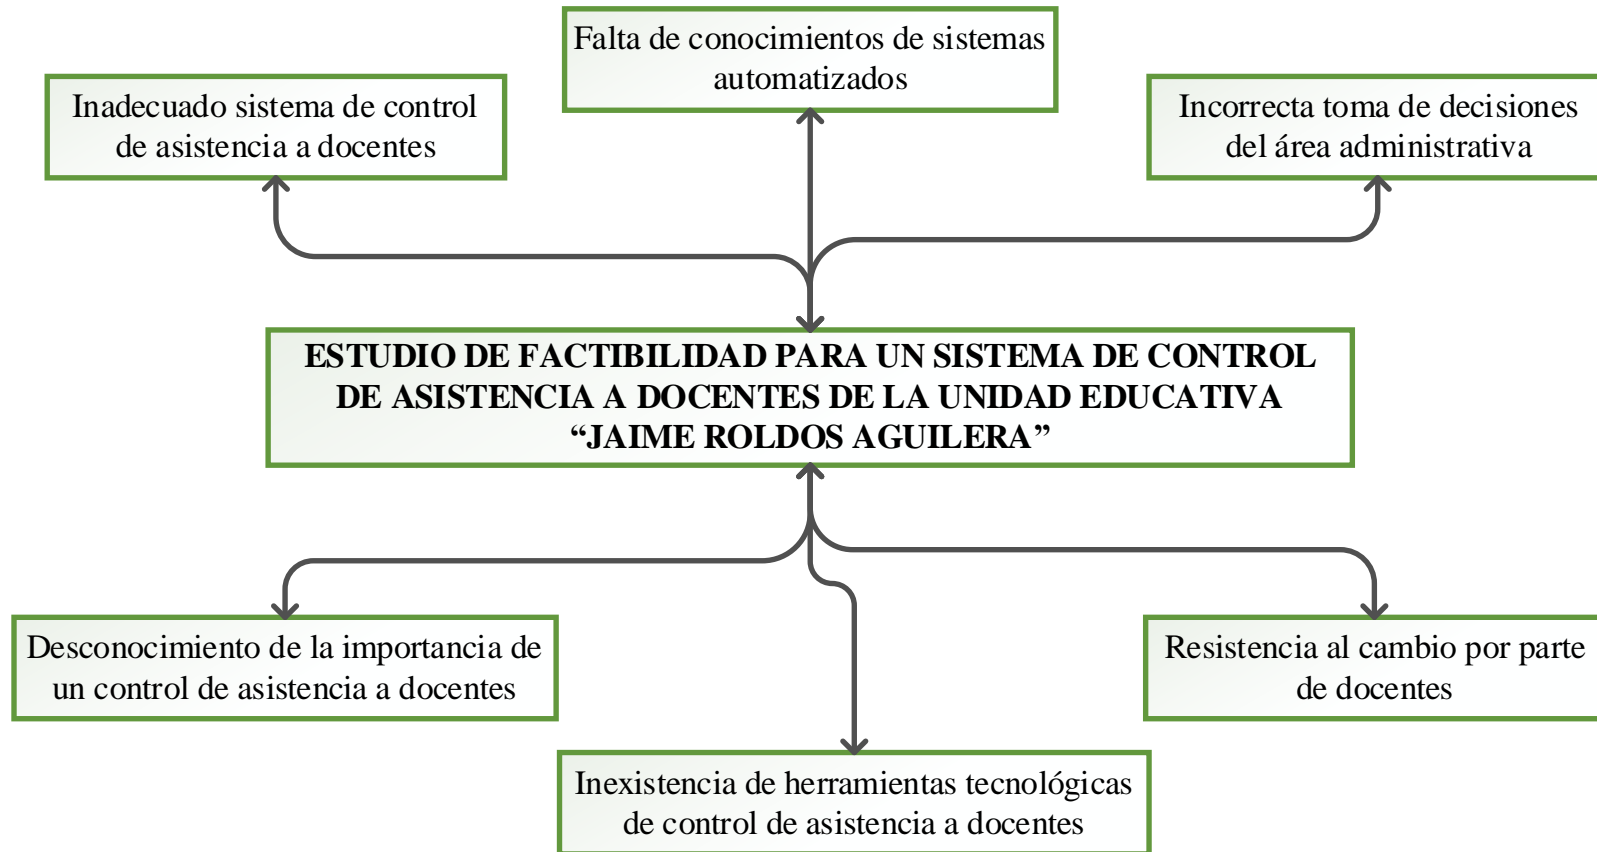 Falta de conocimientos de sistemas
automatizados
Inadecuado sistema de control
de asistencia a docentes
Incorrecta toma de decisiones
del área administrativa
ESTUDIO DE FACTIBILIDAD PARA UN SISTEMA DE CONTROL
DE ASISTENCIA A DOCENTES DE LA UNIDAD EDUCATIVA
“JAIME ROLDOS AGUILERA”
Desconocimiento de la importancia de
un control de asistencia a docentes
Resistencia al cambio por parte
de docentes
Inexistencia de herramientas tecnológicas
de control de asistencia a docentes